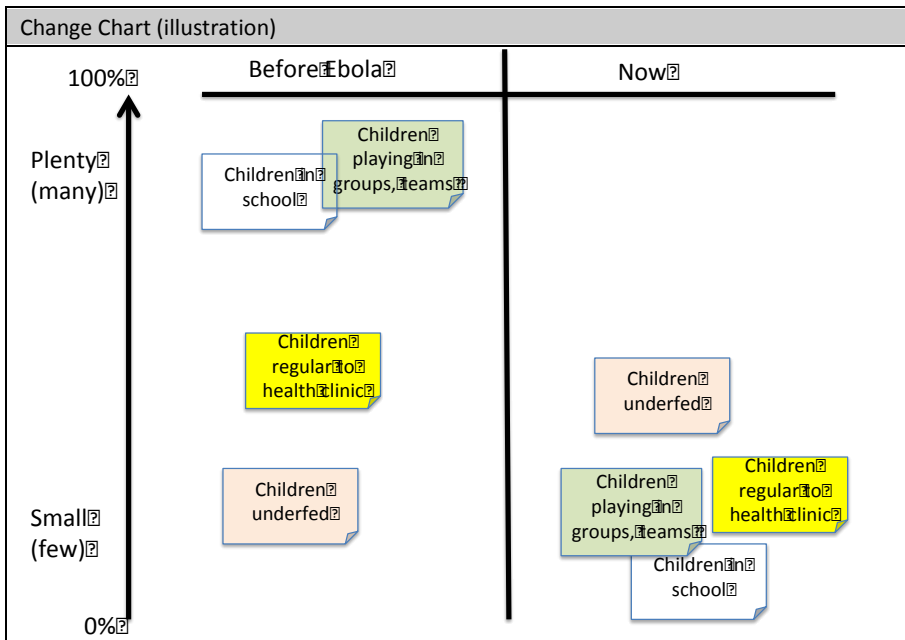 Change Chart (illustration)
100%
Before Ebola
Now
Plenty
(many)
Children in
school
Children
playing in
groups, teams
Children
regular to
health clinic
Children
underfed
Children
underfed
Small
(few)
Children
playing in
groups, teams
Children
regular to
health clinic
Children in
school
0%